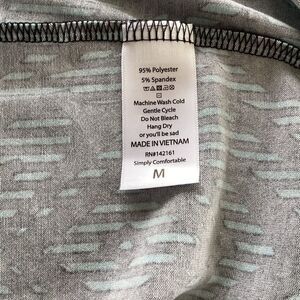 95% Polyester
5% Spandex
Machine Wash Cold
Gentle Cycle
Do Not Bleach
Hang Dry
or you'll be sad
MADE IN VIETNAM
RN#142161
Simply Comfortable
M